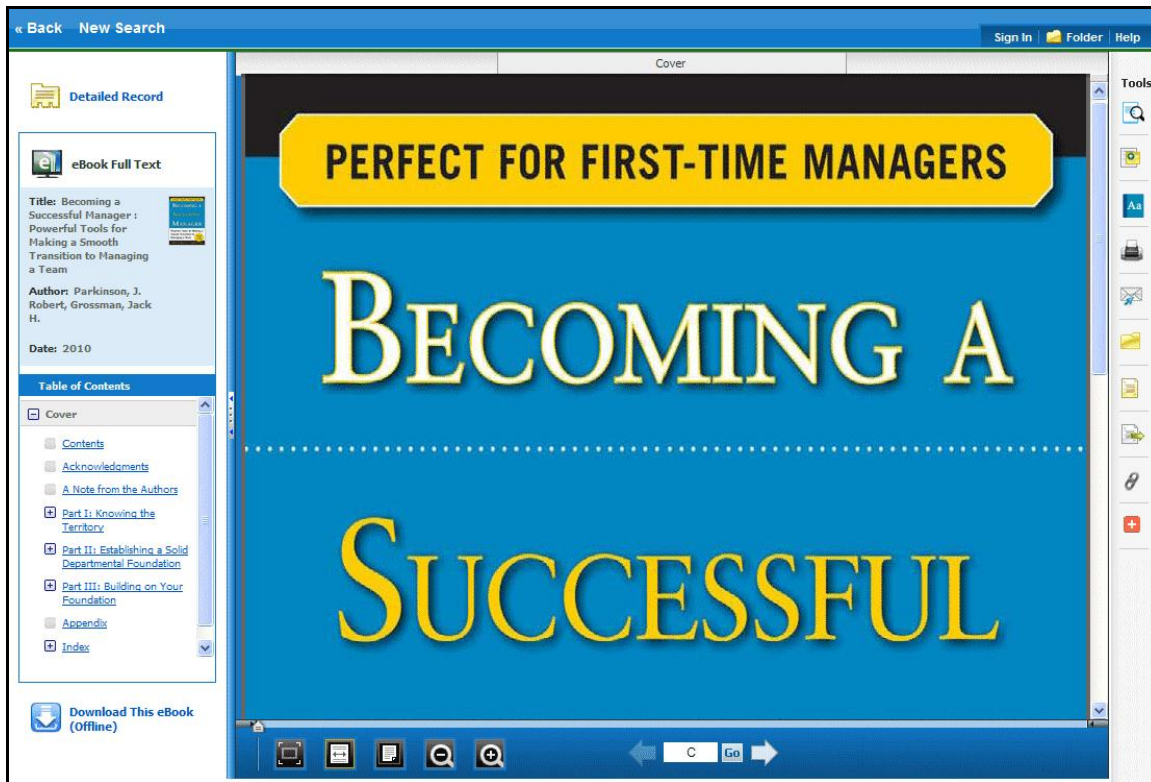 « Back New Search
Sign In Folder Help
Detailed Record
eBook Full Text
Title: Becoming a
Successful Manager :
Powerful Tools for
Making a Smooth
Transition to Managing
a Team
Author: Parkinson, J.
Robert, Grossman, Jack
H.
Date: 2010
Table of Contents
Cover
Contents
Acknowledgments
A Note from the Authors
Part I: Knowing the
Territory
Part II: Establishing a Solid
Departmental Foundation
Part III: Building on Your
Foundation
Appendix
Index
Download This eBook
(Offline)
Cover
PERFECT FOR FIRST-TIME MANAGERS
BECOMING A
SUCCESSFUL
C Go
Tools
Aa